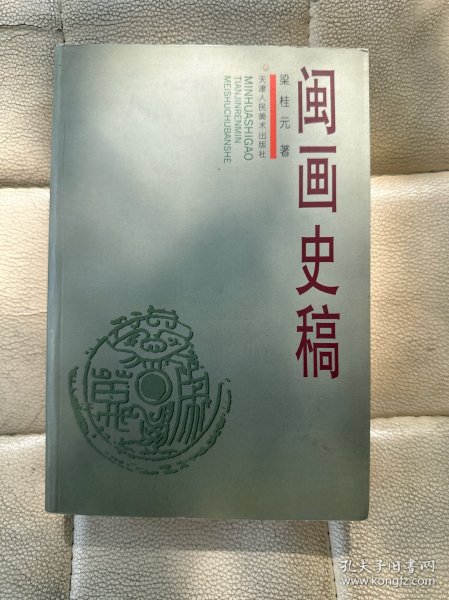 闽画史稿
梁桂元 著
天津人民美术出版社
MINHUASHIGAO
TIANJINRENMIN
MEISHUCHUBANSHE
孔夫子旧书网
www.kongfz.com